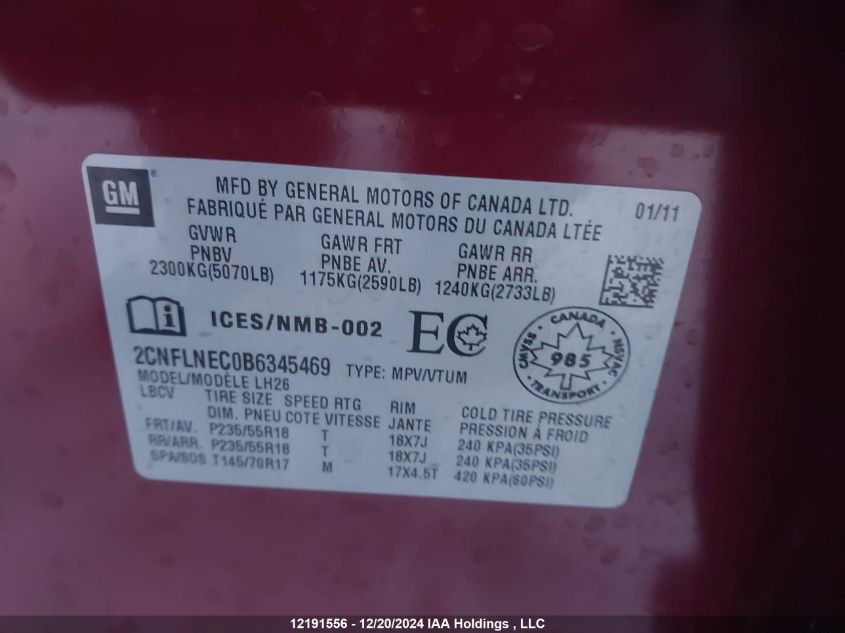 GM
MFD BY GENERAL MOTORS OF CANADA LTD. 01/11
FABRIQUÉ PAR GENERAL MOTORS DU CANADA LTÉE
GVWR GAWR FRT GAWR RR
PNBV PNBE AV. PNBE ARR.
2300KG(5070LB) 1175KG(2590LB) 1240KG(2733LB)
ICES/NMB-002 EC
CANADA
CMVSS 985 NSVAC
TRANSPORT
2CNFLNEC0B6345469 TYPE: MPV/VTUM
MODEL/MODÈLE LH26
LBCV TIRE SIZE SPEED RTG RIM COLD TIRE PRESSURE
DIM. PNEU COTE VITESSE JANTE PRESSION À FROID
FRT/AV. P235/55R18 T 18X7J 240 KPA(35PSI)
RR/ARR. P235/55R18 T 18X7J 240 KPA(35PSI)
SPA/SOS T145/70R17 M 17X4.5T 420 KPA(60PSI)
12191556 - 12/20/2024 IAA Holdings , LLC